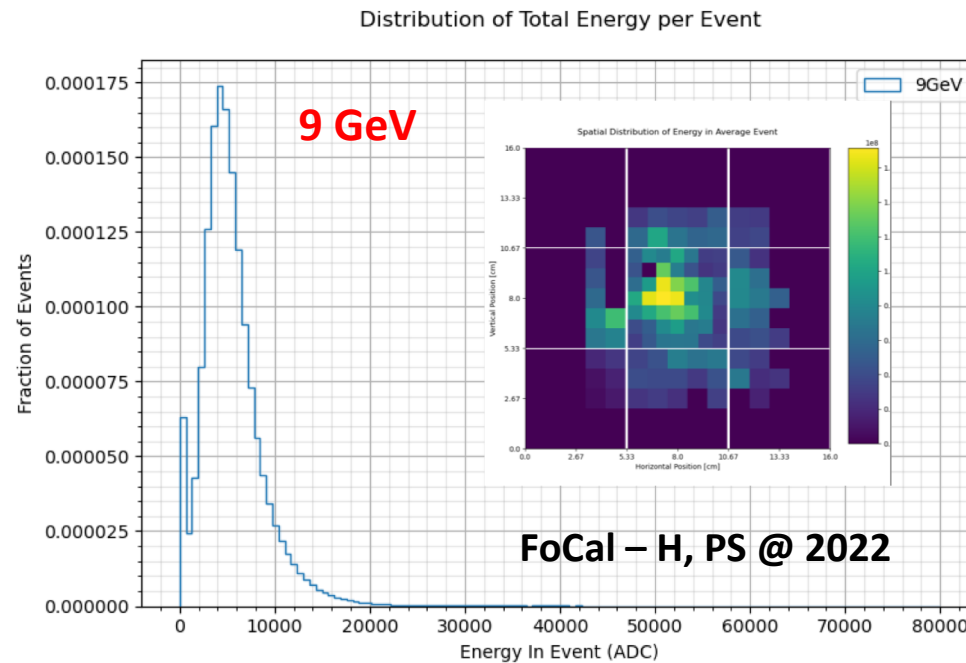 Distribution of Total Energy per Event
Fraction of Events
0.000175
0.000150
0.000125
0.000100
0.000075
0.000050
0.000025
0.000000
9 GeV
9GeV
Spatial Distribution of Energy in Average Event
1e8
Vertical Position [cm]
16.0
13.33
10.67
8.0
5.33
2.67
0.0
0.0 2.67 5.33 8.0 10.67 13.33 16.0
Horizontal Position [cm]
FoCal – H, PS @ 2022
0 10000 20000 30000 40000 50000 60000 70000 80000
Energy In Event (ADC)